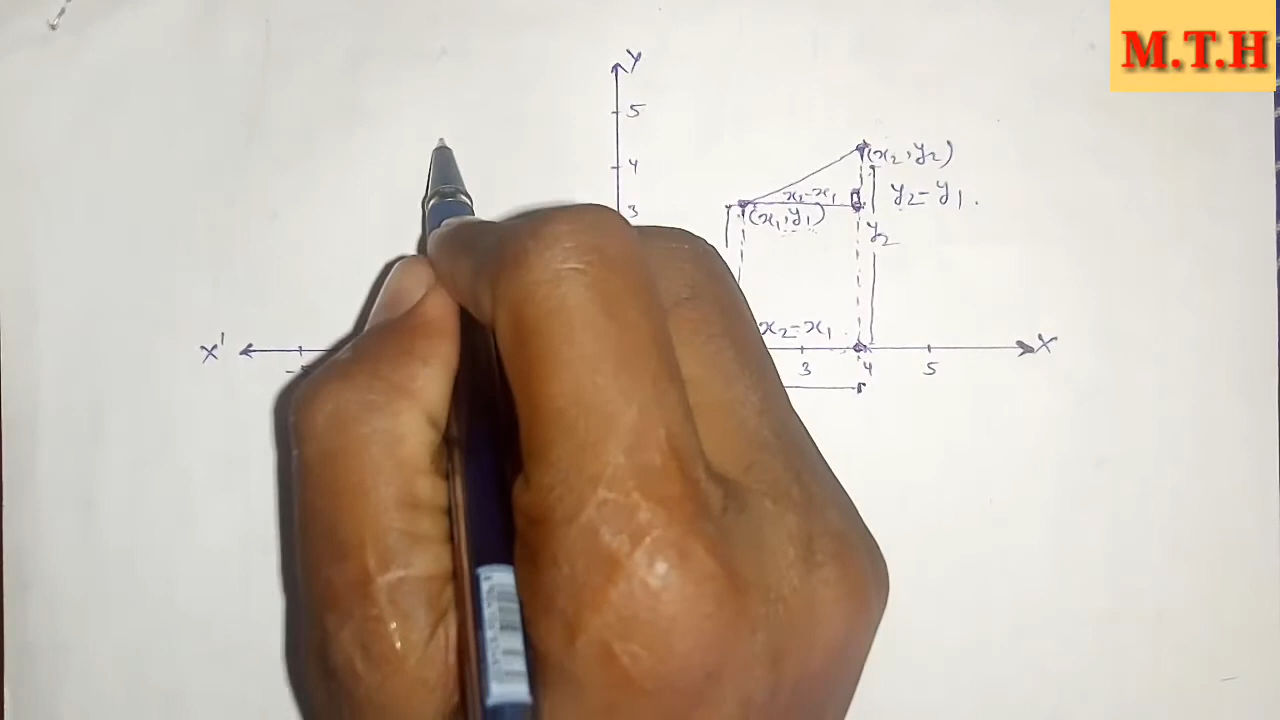 M.T.H
Y
5
4
(x₂, y₂)
x₂-x₁
y₂-y₁.
3
(x₁, y₁)
y₂
x₂-x₁.
X'
X
3
4
5